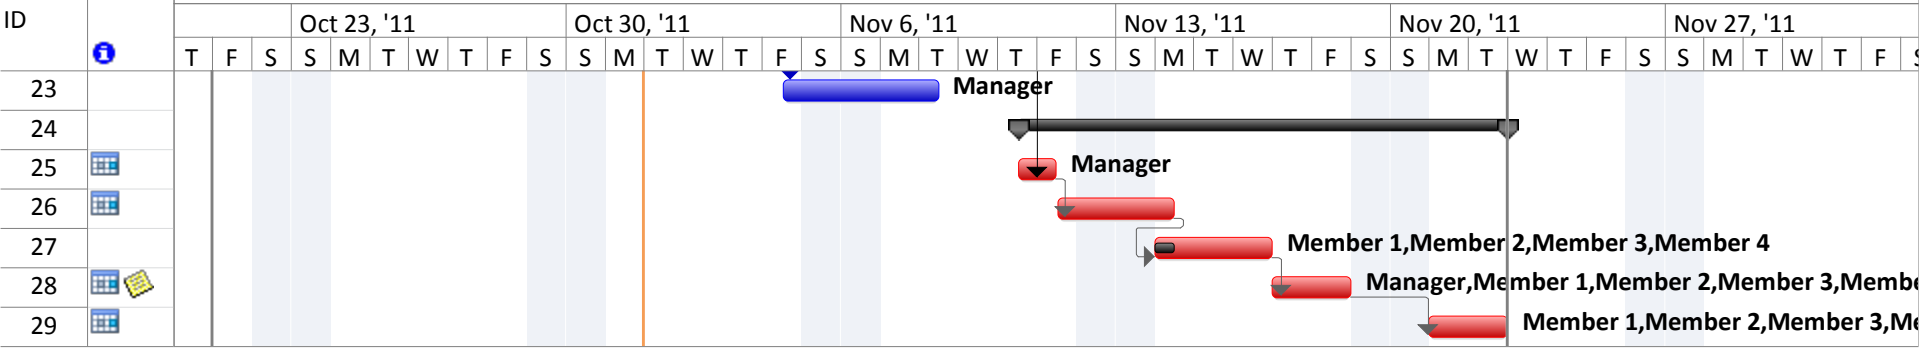 ID
Oct 23, '11 Oct 30, '11 Nov 6, '11 Nov 13, '11 Nov 20, '11 Nov 27, '11
T F S S M T W T F S S M T W T F S S M T W T F S S M T W T F S S M T W T F S S M T W T F S
23 Manager
24
25 Manager
26
27 Member 1,Member 2,Member 3,Member 4
28 Manager,Member 1,Member 2,Member 3,Membe
29 Member 1,Member 2,Member 3,Me